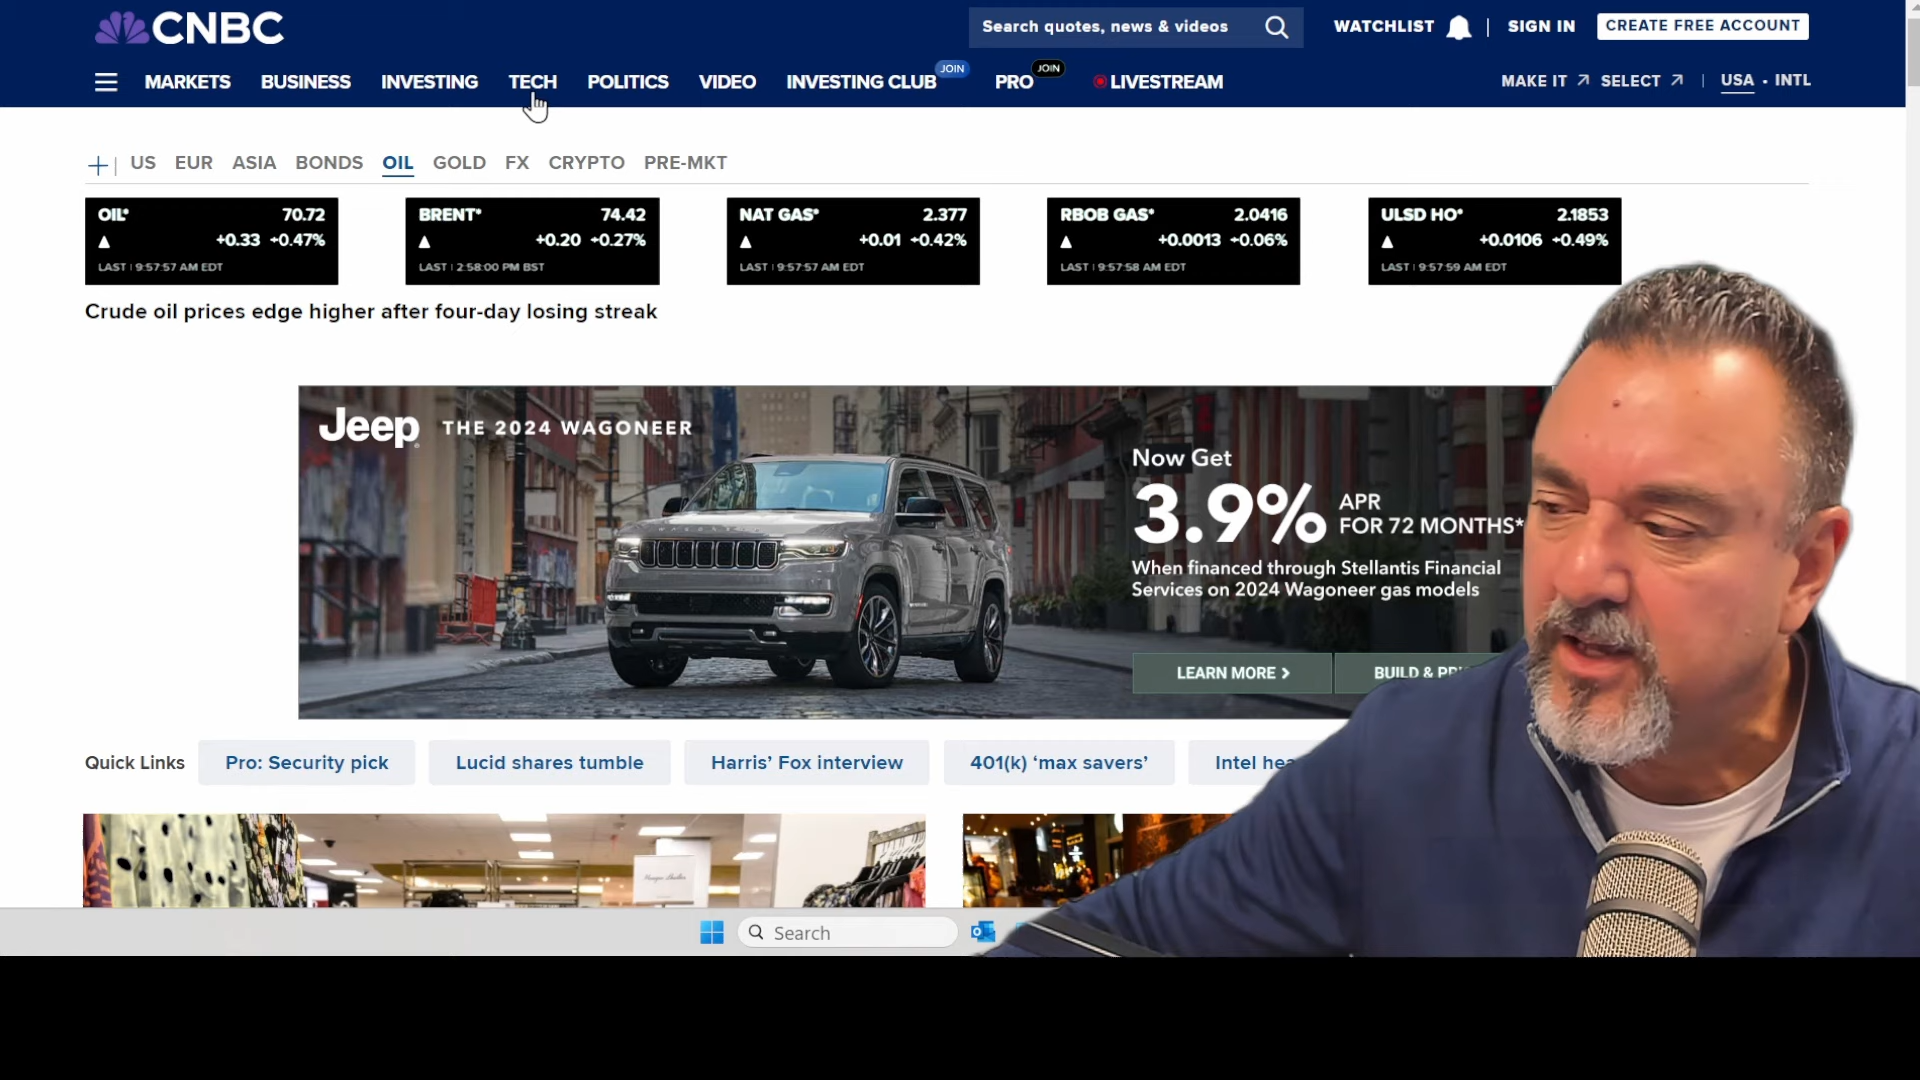 CNBC
Search quotes, news & videos
WATCHLIST
SIGN IN
CREATE FREE ACCOUNT
MARKETS BUSINESS INVESTING TECH POLITICS VIDEO INVESTING CLUB JOIN PRO JOIN LIVESTREAM
MAKE IT SELECT USA • INTL
US EUR ASIA BONDS OIL GOLD FX CRYPTO PRE-MKT
OIL* 70.72
+0.33 +0.47%
LAST | 9:57:57 AM EDT
BRENT* 74.42
+0.20 +0.27%
LAST | 2:58:00 PM BST
NAT GAS* 2.377
+0.01 +0.42%
LAST | 9:57:57 AM EDT
RBOB GAS* 2.0416
+0.0013 +0.06%
LAST | 9:57:58 AM EDT
ULSD HO* 2.1853
+0.0106 +0.49%
LAST | 9:57:59 AM EDT
Crude oil prices edge higher after four-day losing streak
Jeep THE 2024 WAGONEER
Now Get
3.9% APR
FOR 72 MONTHS*
When financed through Stellantis Financial
Services on 2024 Wagoneer gas models
LEARN MORE >
BUILD &
Quick Links
Pro: Security pick
Lucid shares tumble
Harris’ Fox interview
401(k) ‘max savers’
Intel
Search